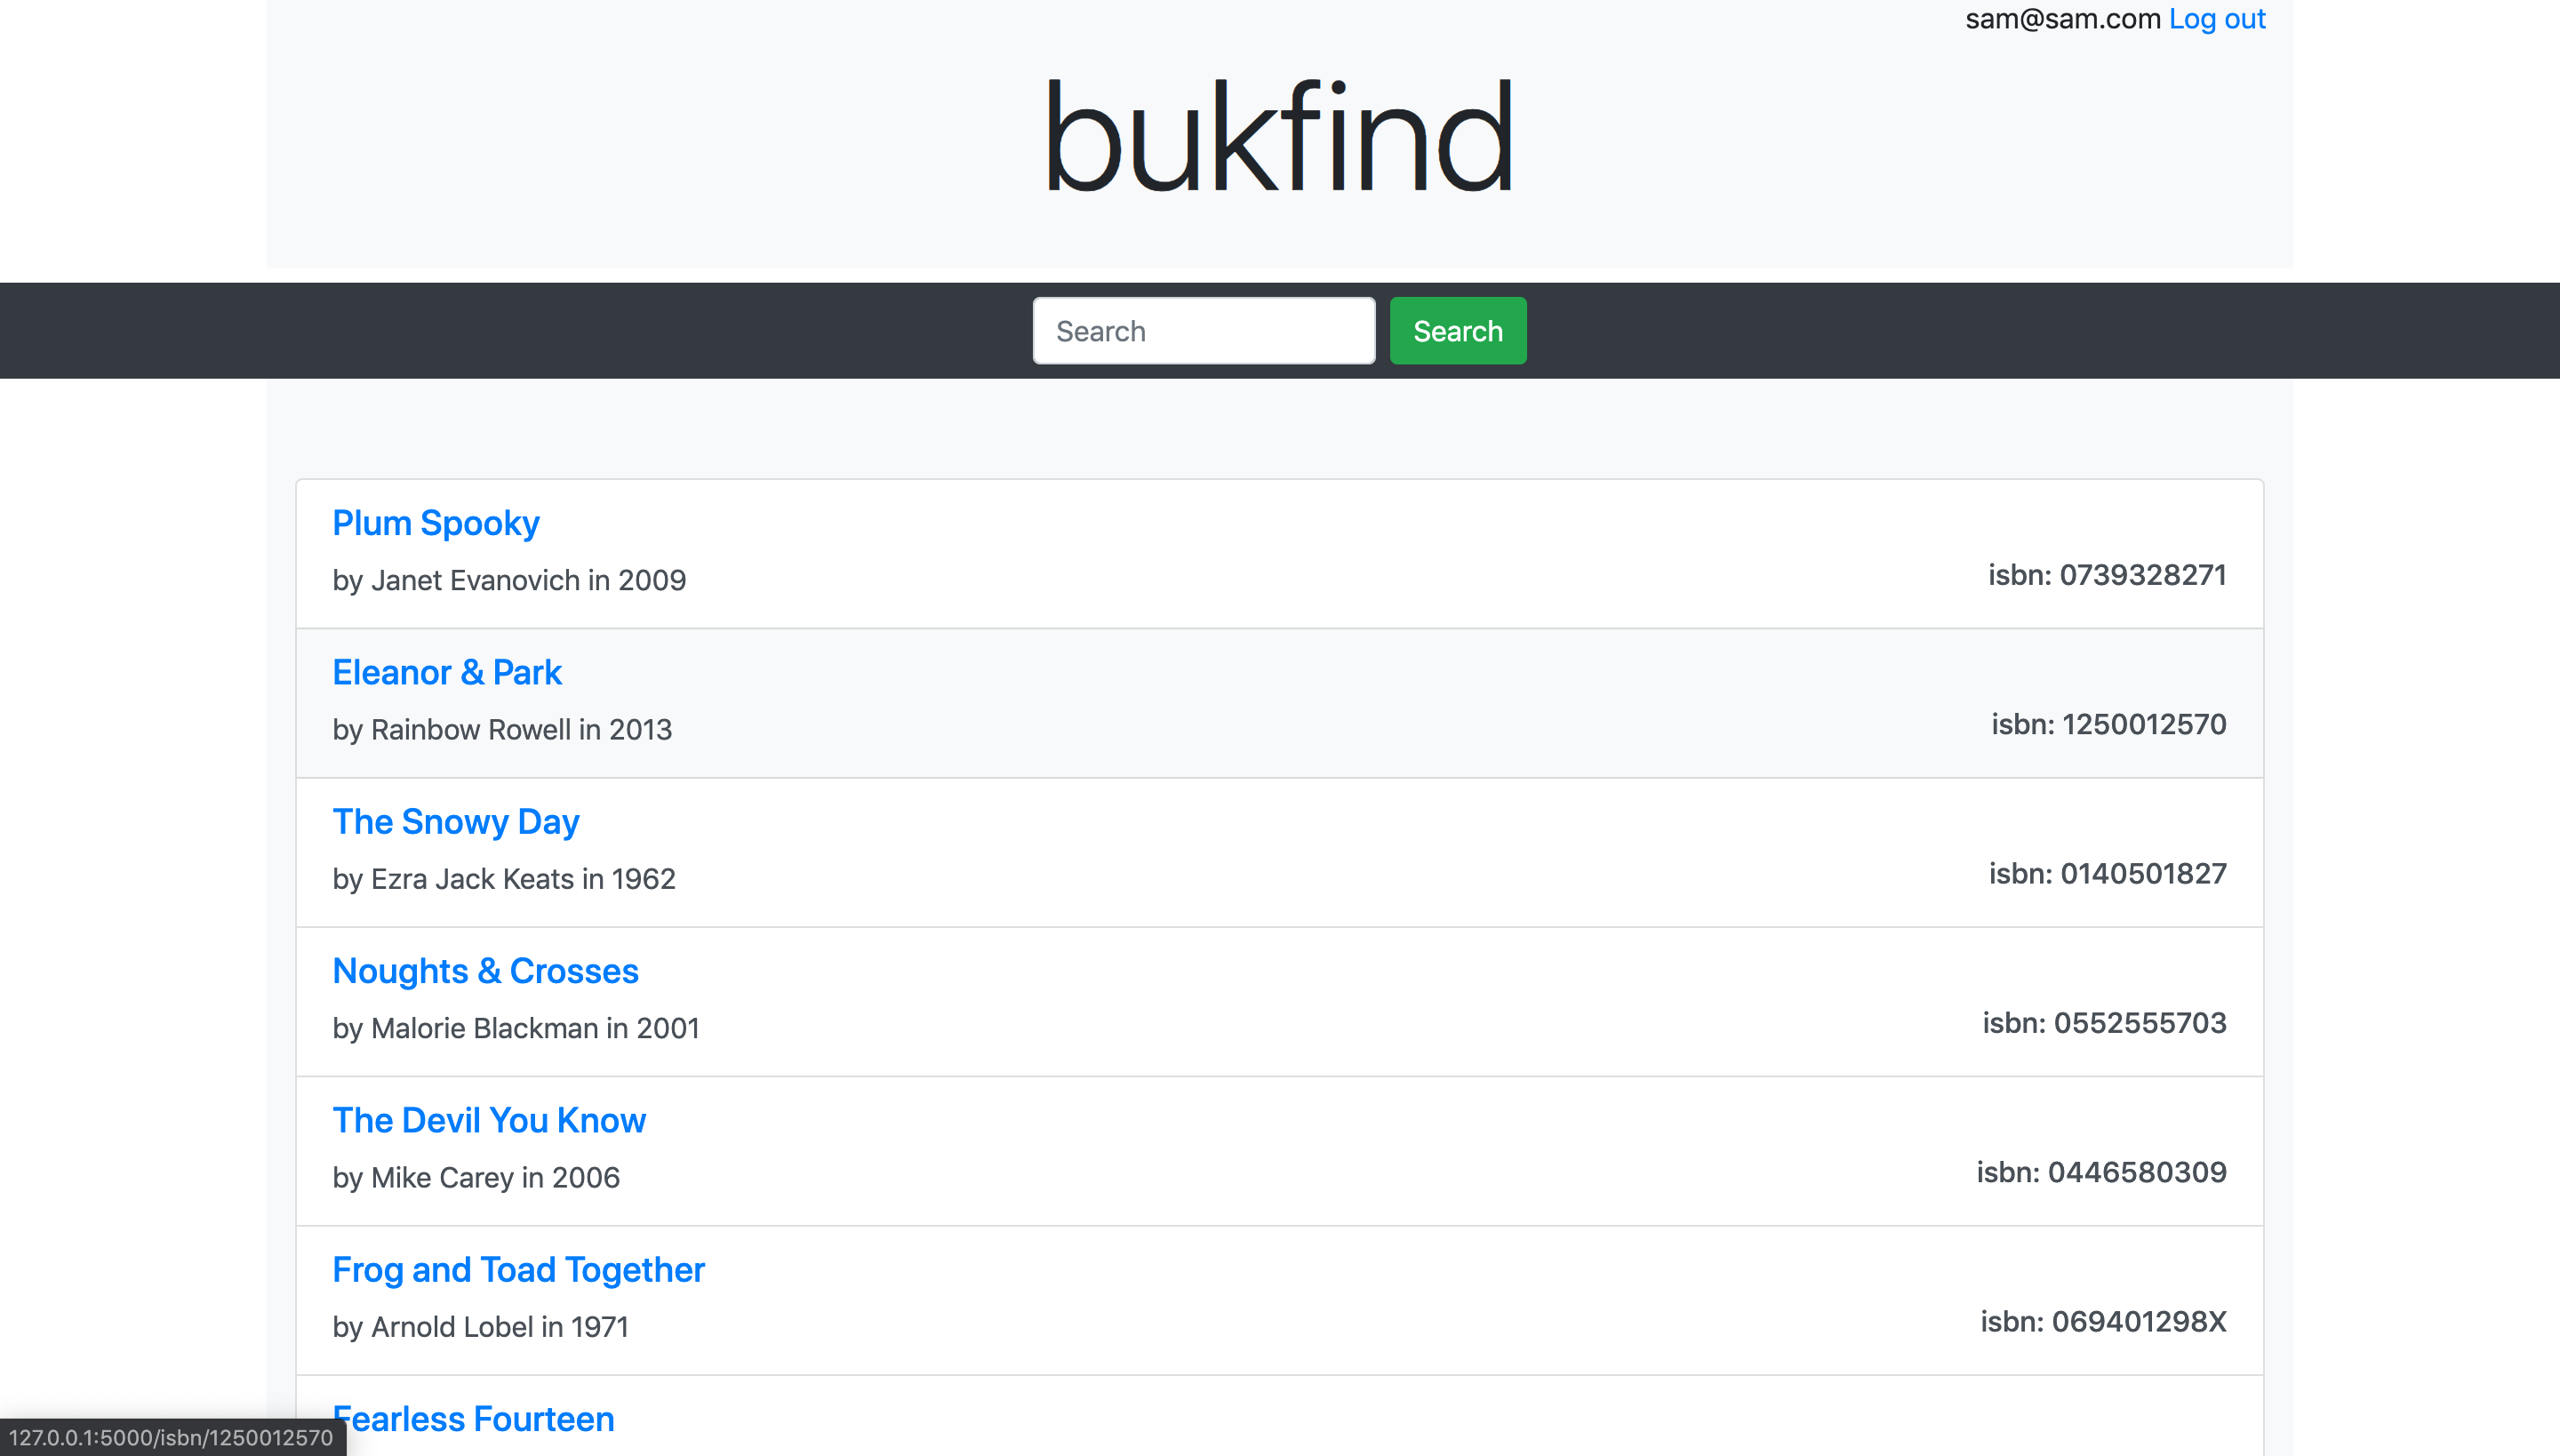 sam@sam.com Log out
bukfind
Search Search
Plum Spooky
by Janet Evanovich in 2009
isbn: 0739328271
Eleanor & Park
by Rainbow Rowell in 2013
isbn: 1250012570
The Snowy Day
by Ezra Jack Keats in 1962
isbn: 0140501827
Noughts & Crosses
by Malorie Blackman in 2001
isbn: 0552555703
The Devil You Know
by Mike Carey in 2006
isbn: 0446580309
Frog and Toad Together
by Arnold Lobel in 1971
isbn: 069401298X
Fearless Fourteen
127.0.0.1:5000/isbn/1250012570